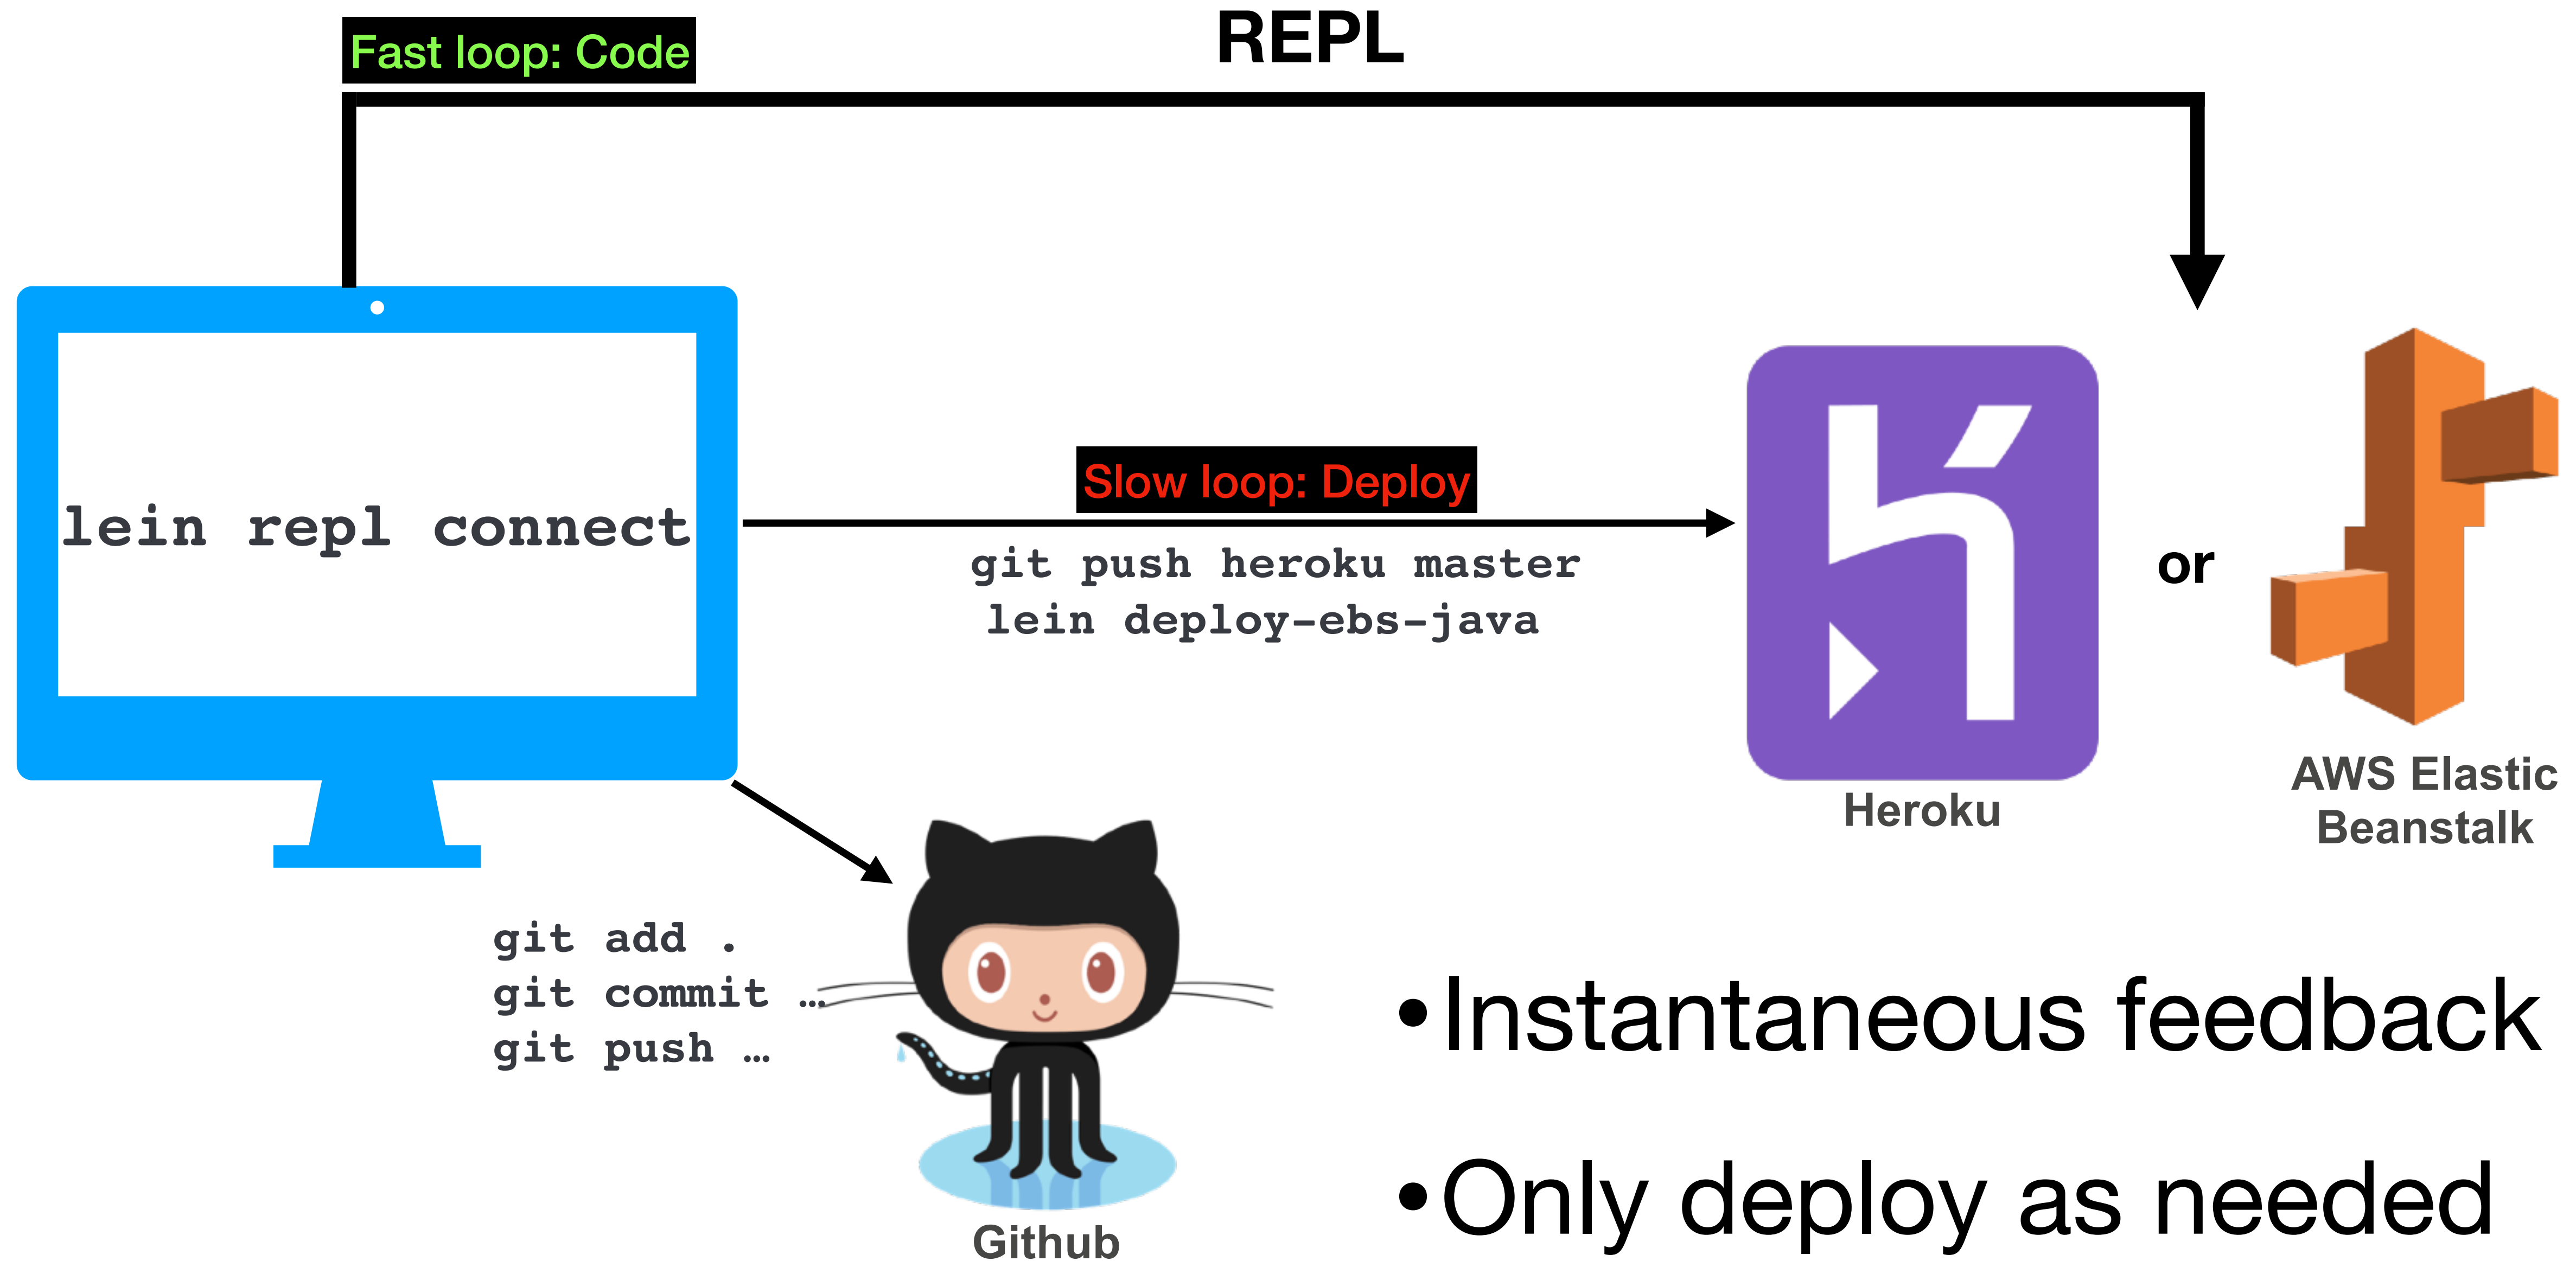 REPL
Fast loop: Code
lein repl connect
Slow loop: Deploy
git push heroku master
lein deploy-ebs-java
or
Heroku
AWS Elastic
Beanstalk
git add .
git commit …
git push …
Github
•Instantaneous feedback
•Only deploy as needed